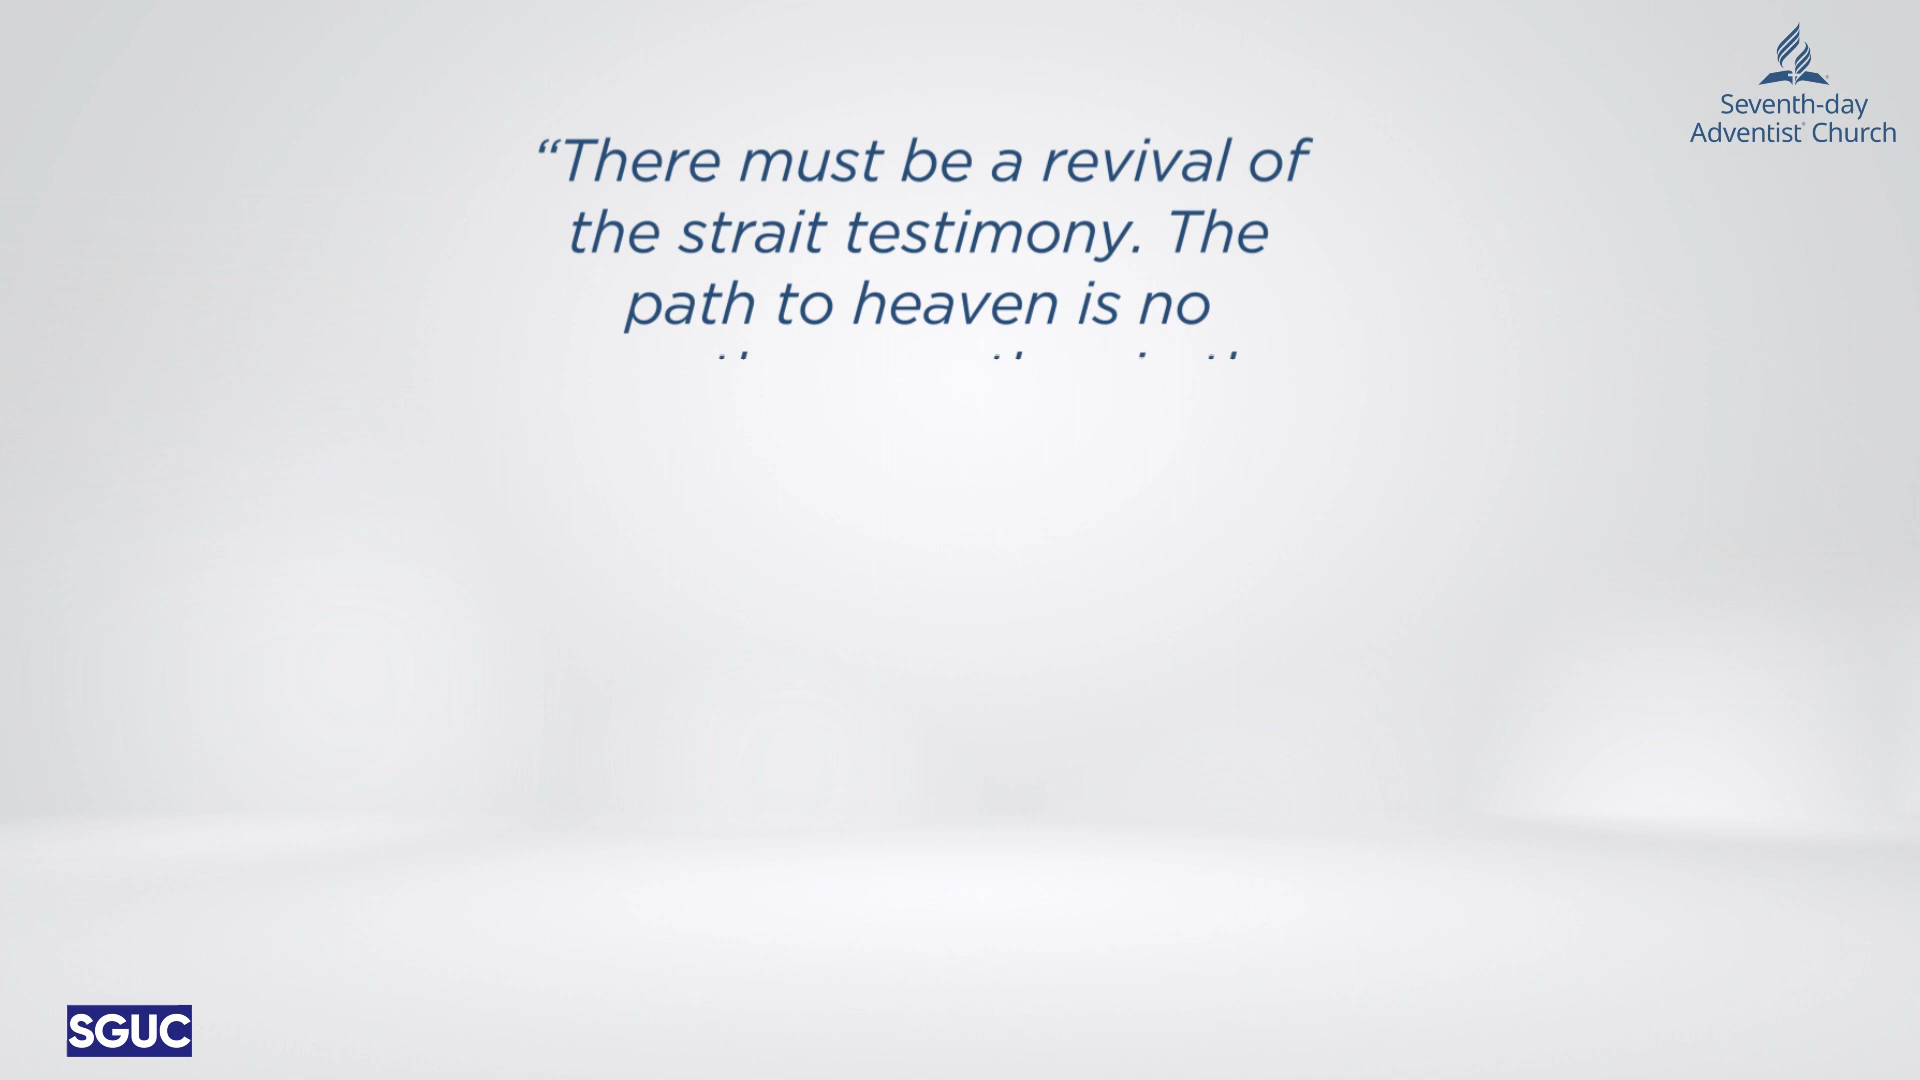 Seventh-day
Adventist® Church
“There must be a revival of
the strait testimony. The
path to heaven is no
SGUC